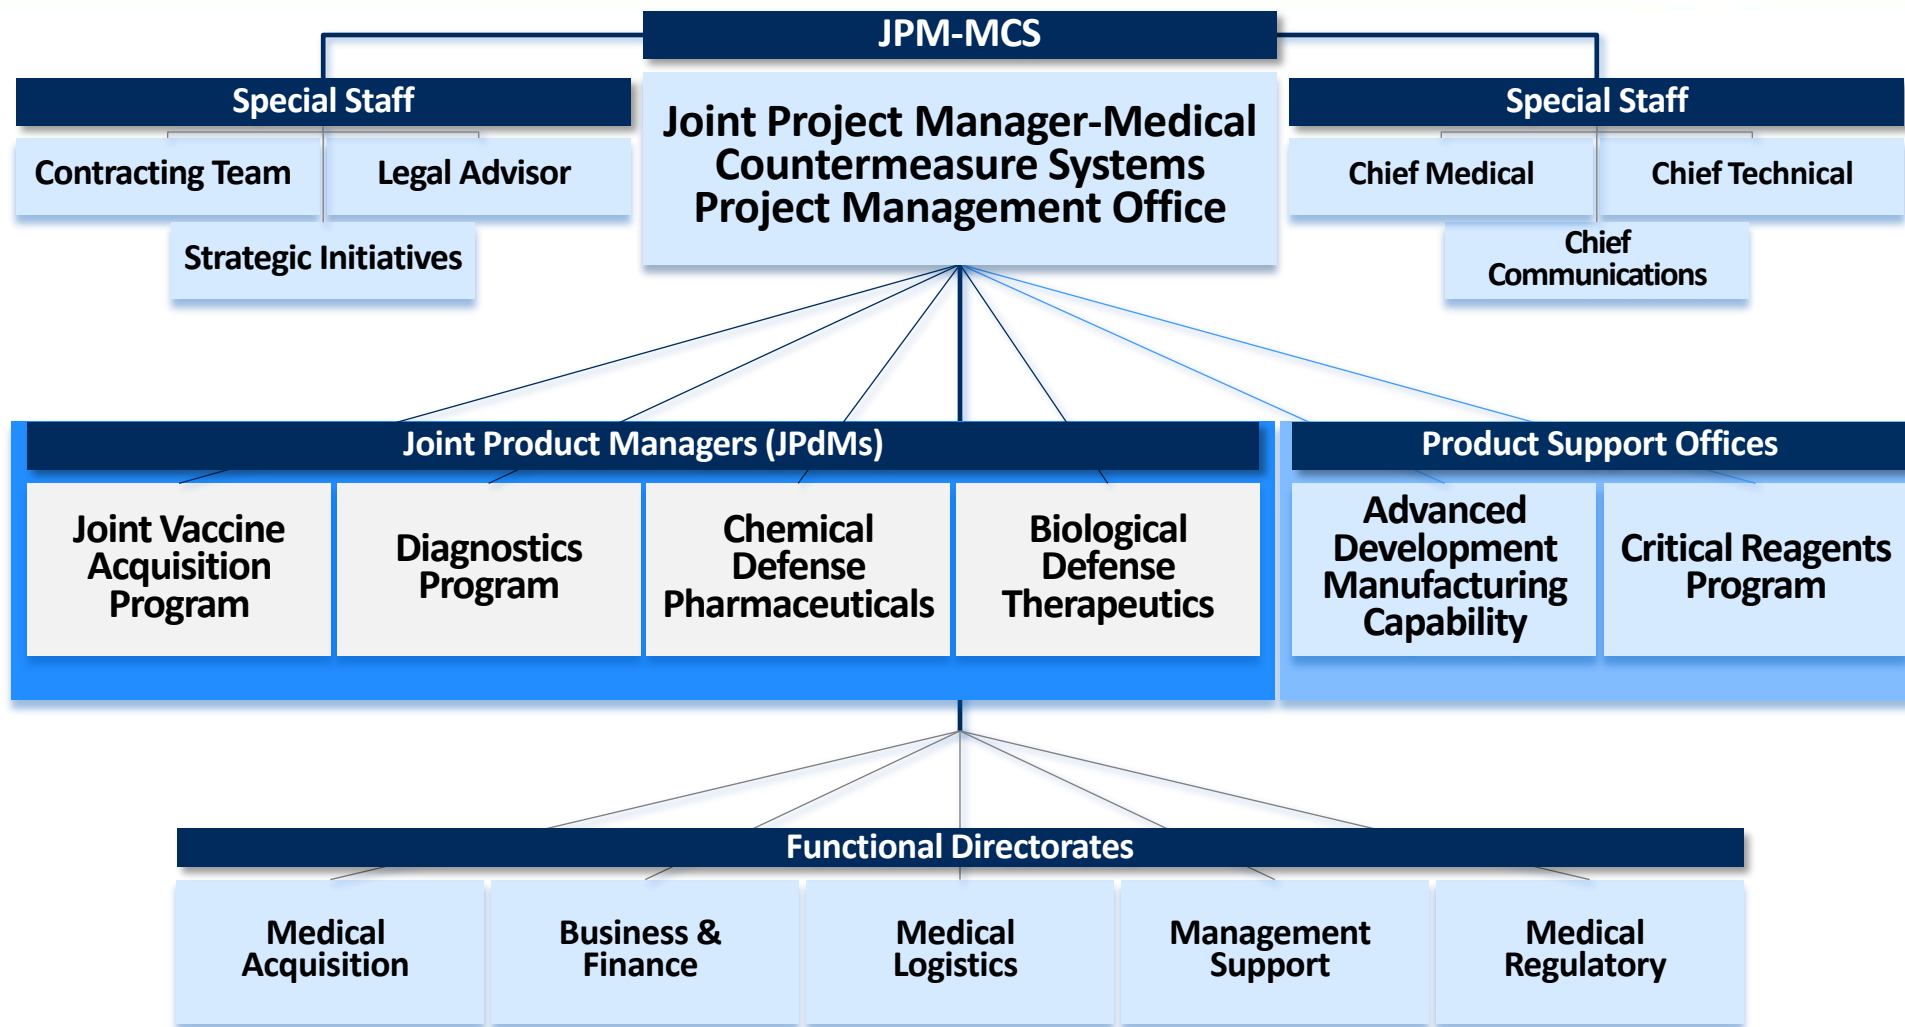 JPM-MCS
Joint Project Manager-Medical
Countermeasure Systems
Project Management Office
Special Staff
Contracting Team
Legal Advisor
Strategic Initiatives
Special Staff
Chief Medical
Chief Technical
Chief
Communications
Joint Product Managers (JPdMs)
Joint Vaccine
Acquisition
Program
Diagnostics
Program
Chemical
Defense
Pharmaceuticals
Biological
Defense
Therapeutics
Product Support Offices
Advanced
Development
Manufacturing
Capability
Critical Reagents
Program
Functional Directorates
Medical
Acquisition
Business &
Finance
Medical
Logistics
Management
Support
Medical
Regulatory